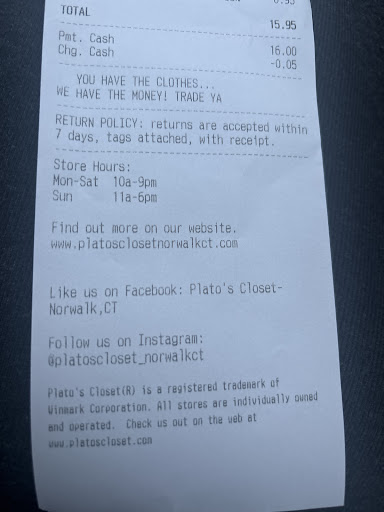 TOTAL 15.95
Pmt. Cash 16.00
Chg. Cash -0.05
YOU HAVE THE CLOTHES...
WE HAVE THE MONEY! TRADE YA
RETURN POLICY: returns are accepted within
7 days, tags attached, with receipt.
Store Hours:
Mon-Sat 10a-9pm
Sun 11a-6pm
Find out more on our website.
www.platosclosetnorwalkct.com
Like us on Facebook: Plato's Closet-
Norwalk,CT
Follow us on Instagram:
@platoscloset_norwalkct
Plato's Closet(R) is a registered trademark of
Winmark Corporation. All stores are individually owned
and operated. Check us out on the web at
www.platoscloset.com